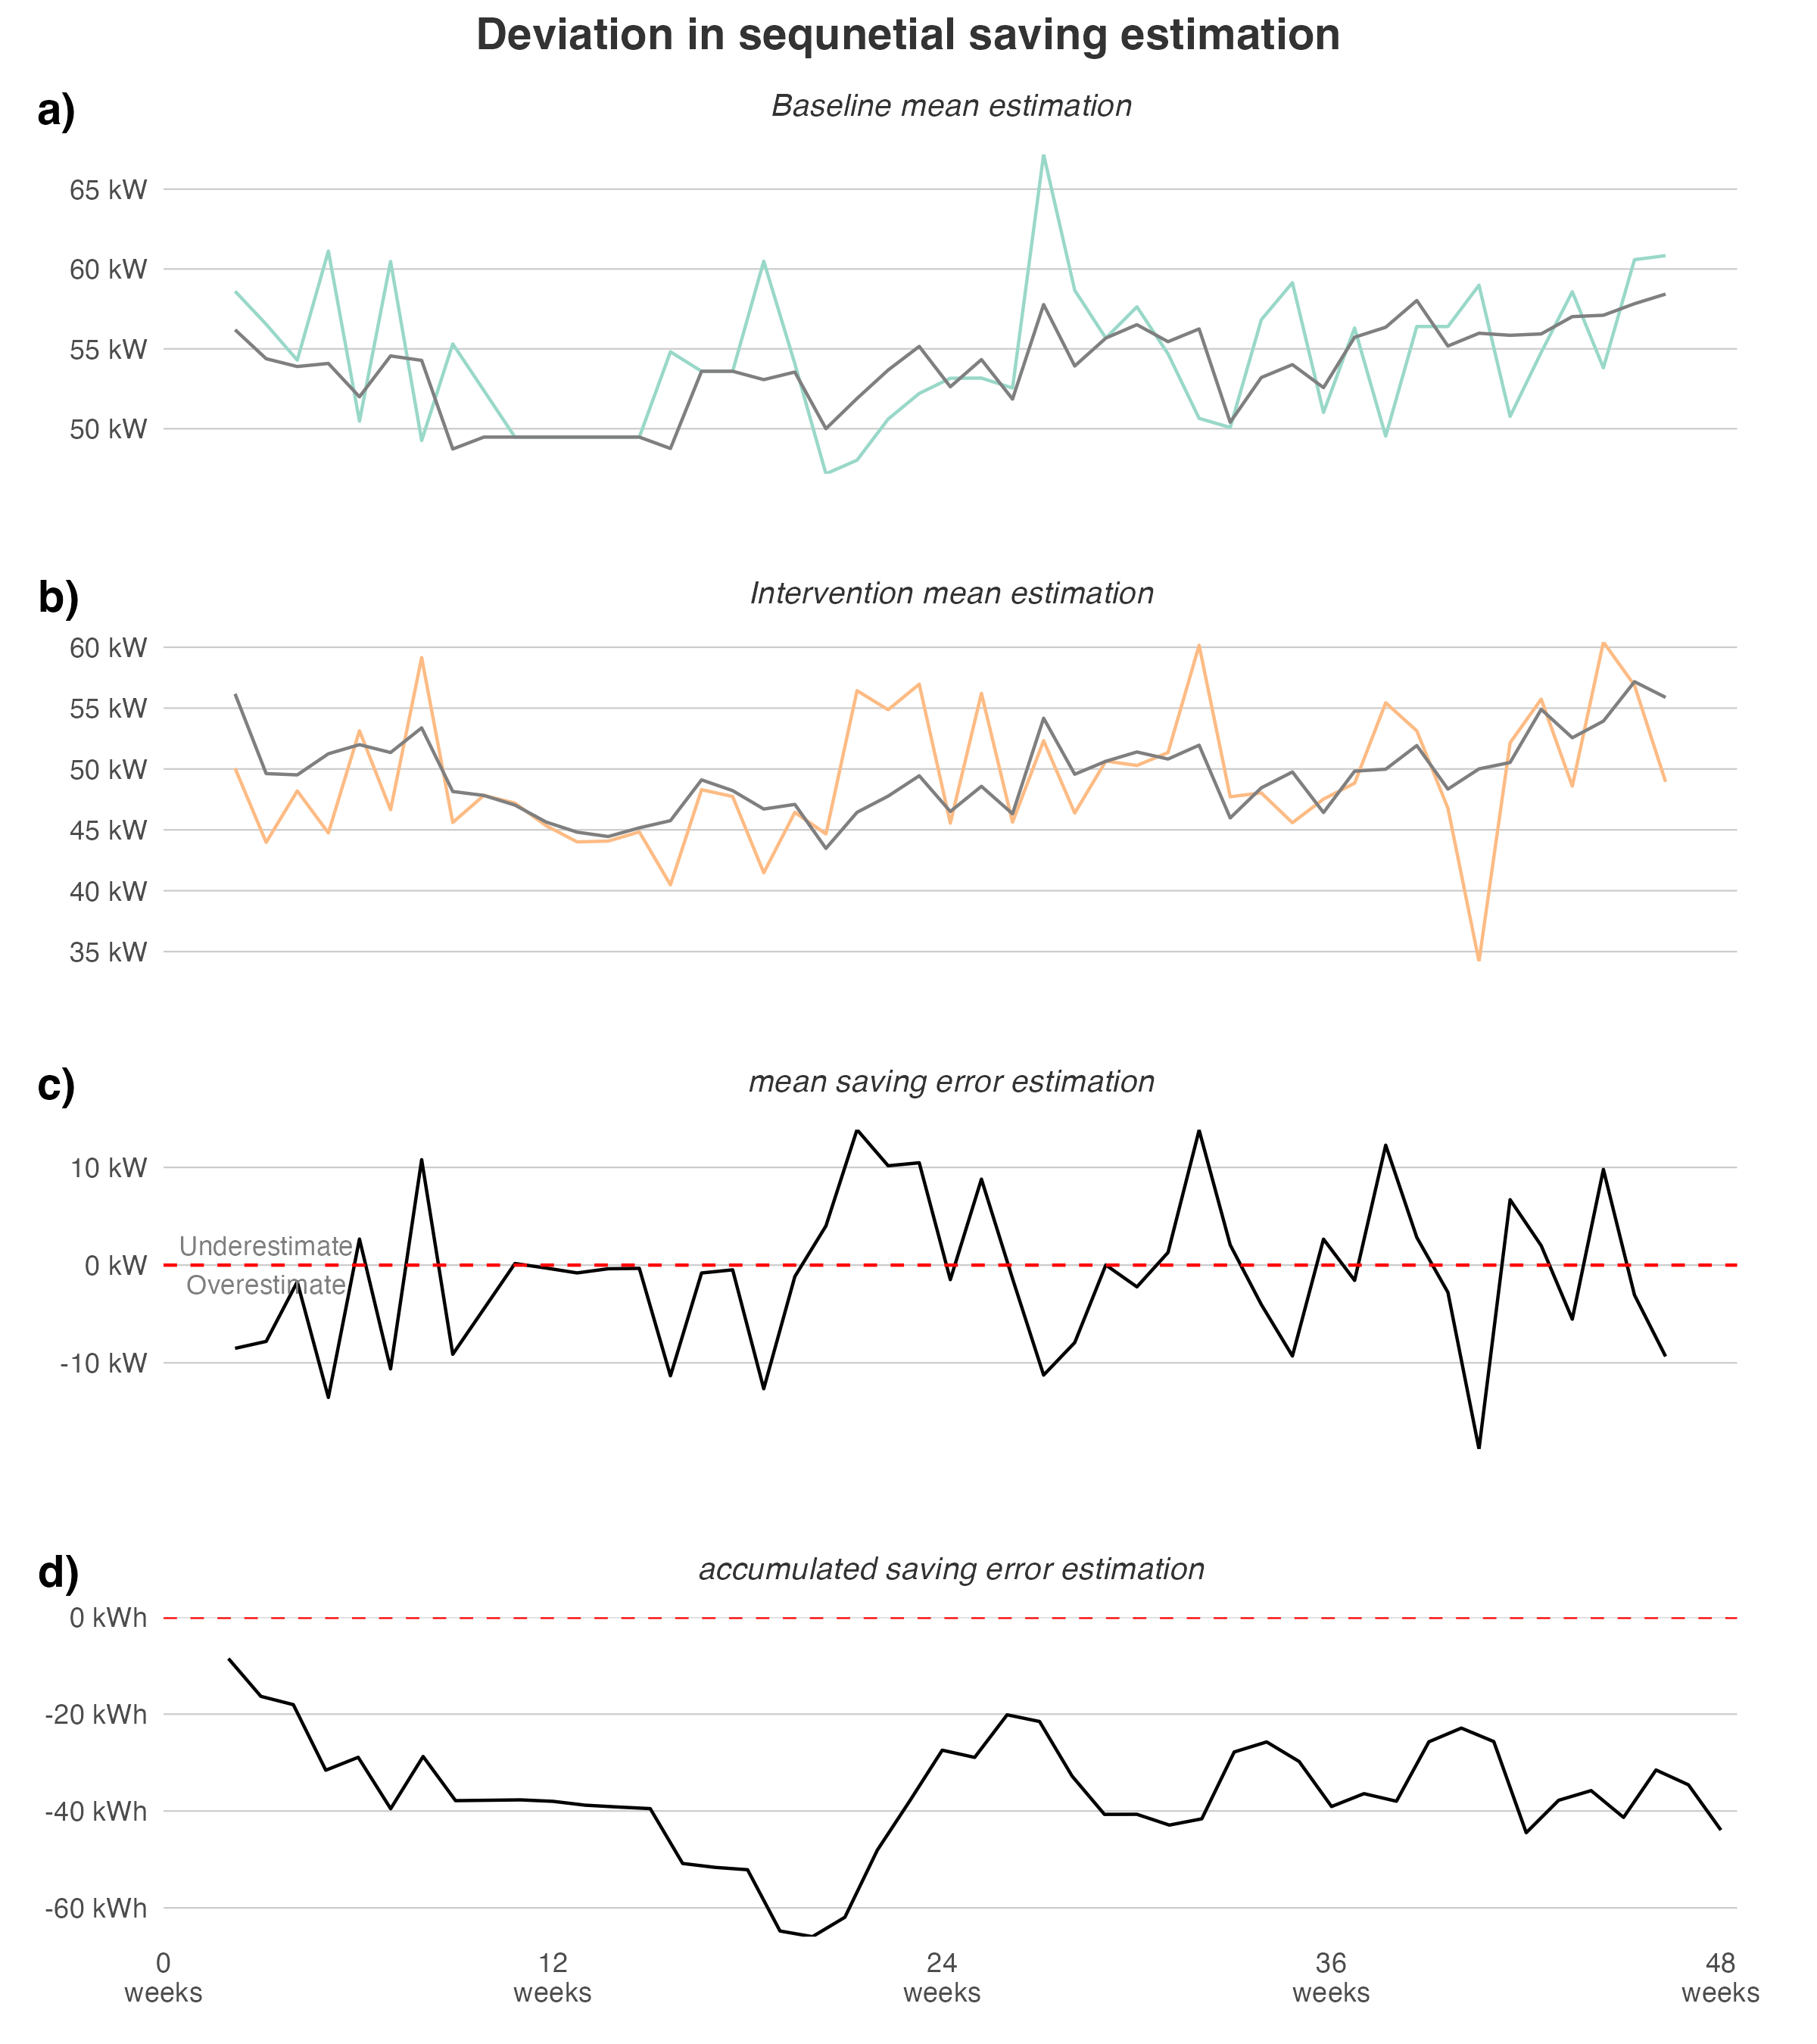 Deviation in sequnetial saving estimation
a)
Baseline mean estimation
65 kW
60 kW
55 kW
50 kW
b)
Intervention mean estimation
60 kW
55 kW
50 kW
45 kW
40 kW
35 kW
c)
mean saving error estimation
10 kW
Underestimate
0 kW
Overestimate
-10 kW
d)
accumulated saving error estimation
0 kWh
-20 kWh
-40 kWh
-60 kWh
0 12 24 36 48
weeks weeks weeks weeks weeks